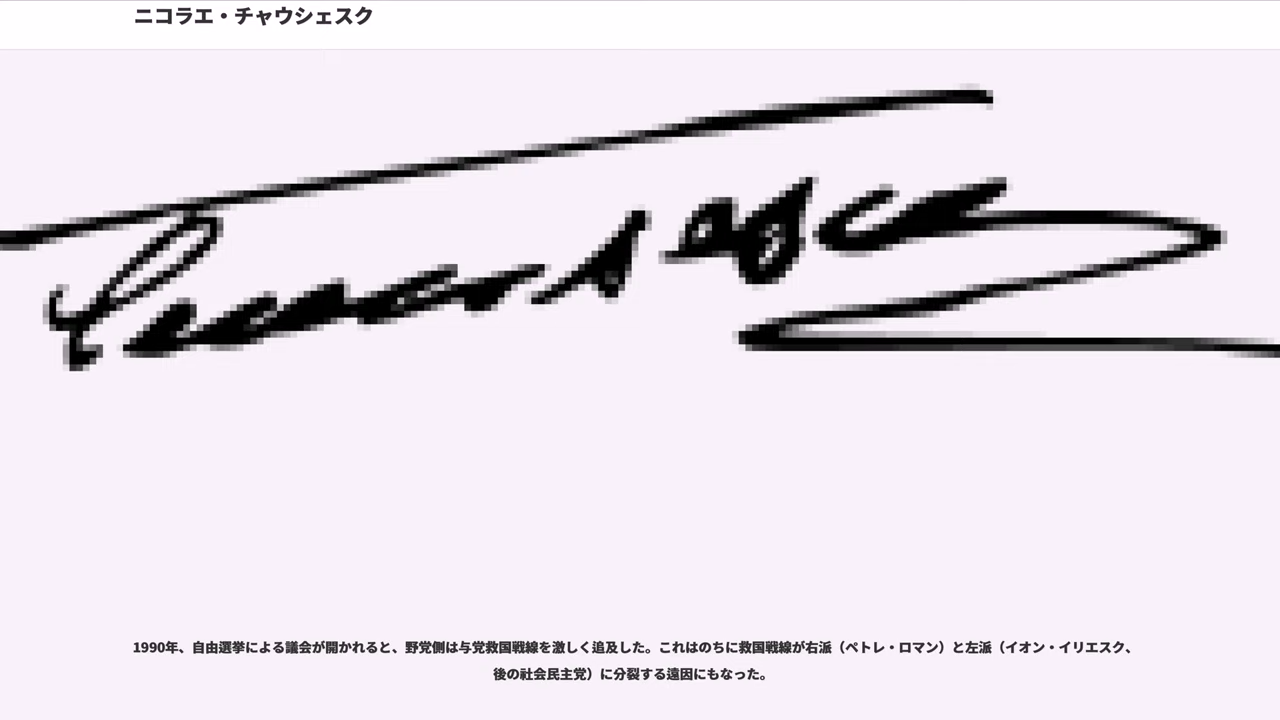 ニコラエ・チャウシェスク
1990年、自由選挙による議会が開かれると、野党側は与党救国戦線を激しく追及した。これはのちに救国戦線が右派（ペトレ・ロマン）と左派（イオン・イリエスク、
後の社会民主党）に分裂する遠因にもなった。